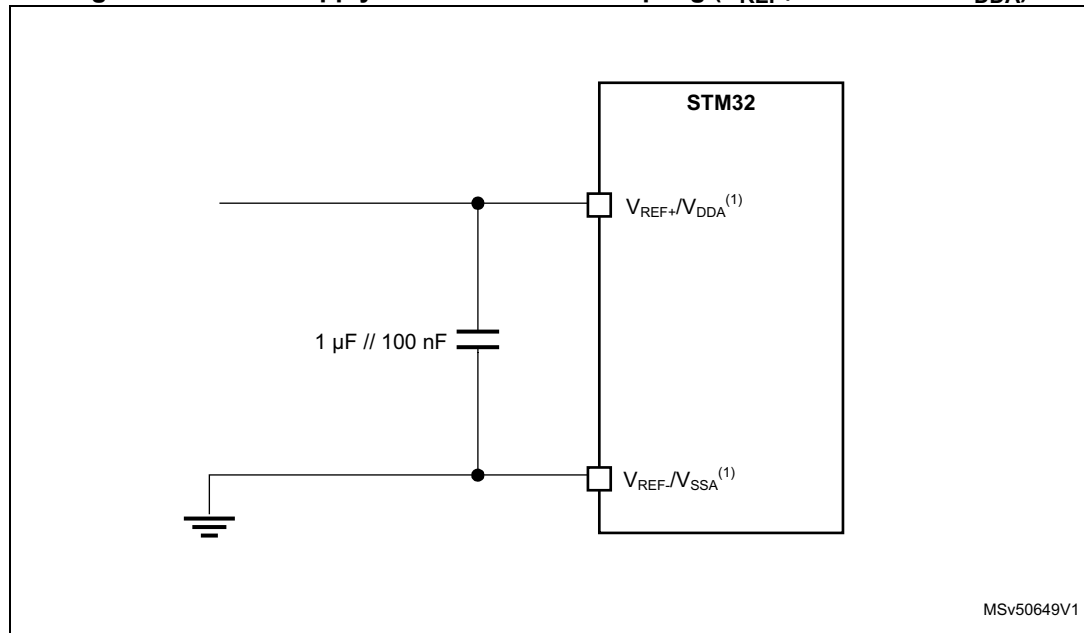 STM32
VREF+/VDDA(1)
1 µF // 100 nF
VREF-/VSSA(1)
MSv50649V1